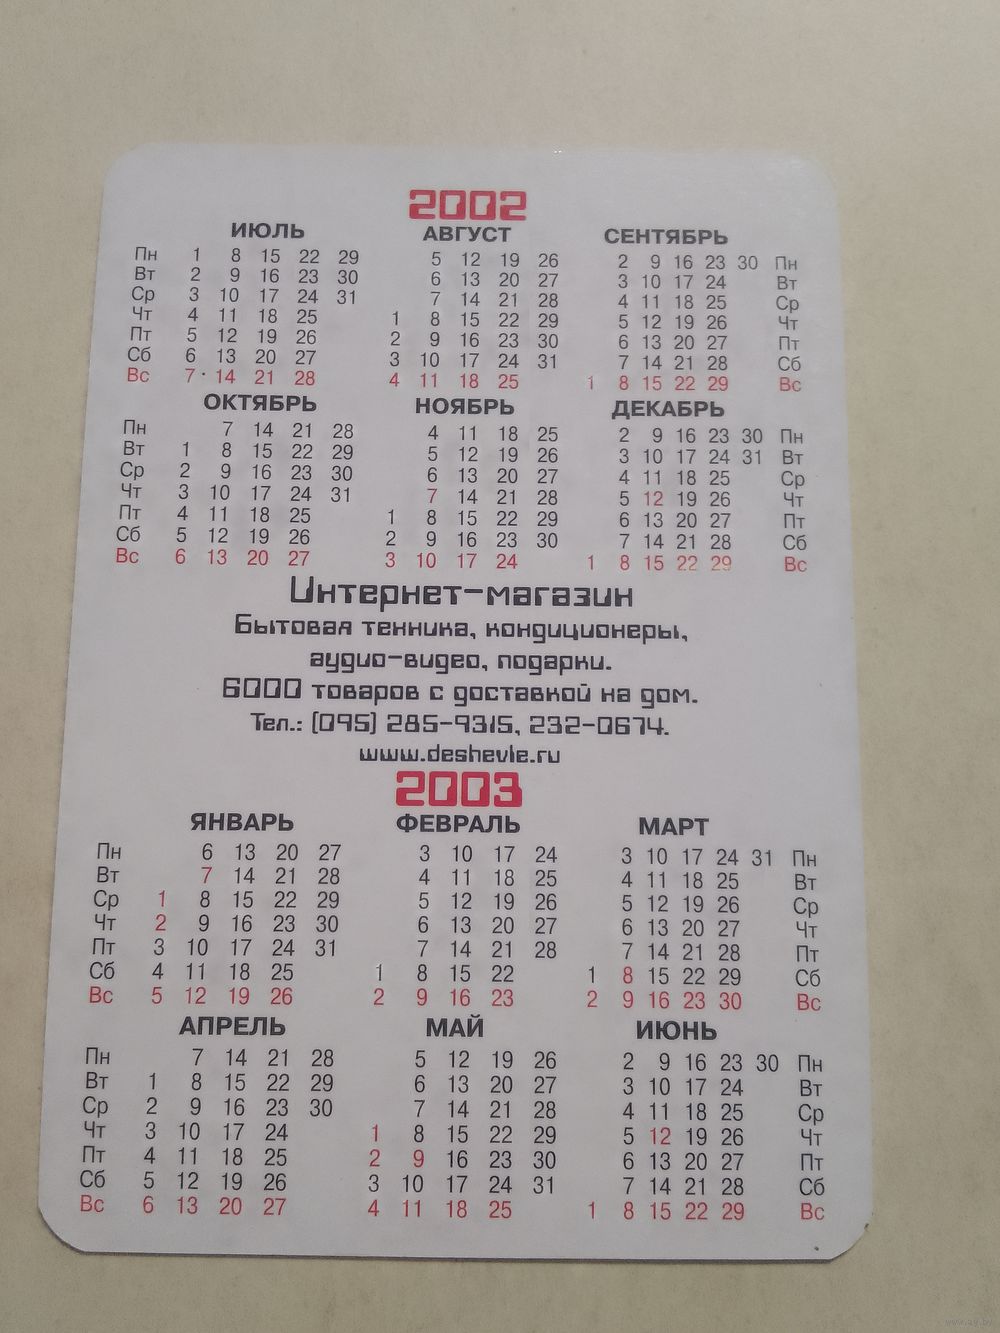 2002
ИЮЛЬ АВГУСТ СЕНТЯБРЬ
Пн 1 8 15 22 29 5 12 19 26 2 9 16 23 30 Пн
Вт 2 9 16 23 30 6 13 20 27 3 10 17 24 Вт
Ср 3 10 17 24 31 7 14 21 28 4 11 18 25 Ср
Чт 4 11 18 25 1 8 15 22 29 5 12 19 26 Чт
Пт 5 12 19 26 2 9 16 23 30 6 13 20 27 Пт
Сб 6 13 20 27 3 10 17 24 31 7 14 21 28 Сб
Вс 7 14 21 28 4 11 18 25 1 8 15 22 29 Вс
ОКТЯБРЬ НОЯБРЬ ДЕКАБРЬ
Пн 7 14 21 28 4 11 18 25 2 9 16 23 30 Пн
Вт 1 8 15 22 29 5 12 19 26 3 10 17 24 31 Вт
Ср 2 9 16 23 30 6 13 20 27 4 11 18 25 Ср
Чт 3 10 17 24 31 7 14 21 28 5 12 19 26 Чт
Пт 4 11 18 25 1 8 15 22 29 6 13 20 27 Пт
Сб 5 12 19 26 2 9 16 23 30 7 14 21 28 Сб
Вс 6 13 20 27 3 10 17 24 1 8 15 22 29 Вс
Интернет-магазин
Бытовая техника, кондиционеры,
аудио-видео, подарки.
6000 товаров с доставкой на дом.
Тел.: (095) 285-9315, 232-0674.
www.deshevle.ru
2003
ЯНВАРЬ ФЕВРАЛЬ МАРТ
Пн 6 13 20 27 3 10 17 24 3 10 17 24 31 Пн
Вт 7 14 21 28 4 11 18 25 4 11 18 25 Вт
Ср 1 8 15 22 29 5 12 19 26 5 12 19 26 Ср
Чт 2 9 16 23 30 6 13 20 27 6 13 20 27 Чт
Пт 3 10 17 24 31 7 14 21 28 7 14 21 28 Пт
Сб 4 11 18 25 1 8 15 22 1 8 15 22 29 Сб
Вс 5 12 19 26 2 9 16 23 2 9 16 23 30 Вс
АПРЕЛЬ МАЙ ИЮНЬ
Пн 7 14 21 28 5 12 19 26 2 9 16 23 30 Пн
Вт 1 8 15 22 29 6 13 20 27 3 10 17 24 Вт
Ср 2 9 16 23 30 7 14 21 28 4 11 18 25 Ср
Чт 3 10 17 24 1 8 15 22 29 5 12 19 26 Чт
Пт 4 11 18 25 2 9 16 23 30 6 13 20 27 Пт
Сб 5 12 19 26 3 10 17 24 31 7 14 21 28 Сб
Вс 6 13 20 27 4 11 18 25 1 8 15 22 29 Вс
www.ay.by